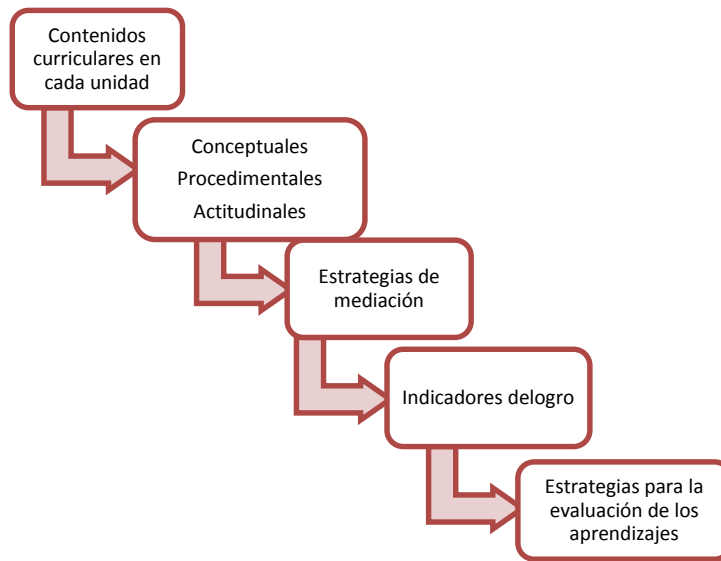 Contenidos
curriculares en
cada unidad
Conceptuales
Procedimentales
Actitudinales
Estrategias de
mediación
Indicadores delogro
Estrategias para la
evaluación de los
aprendizajes